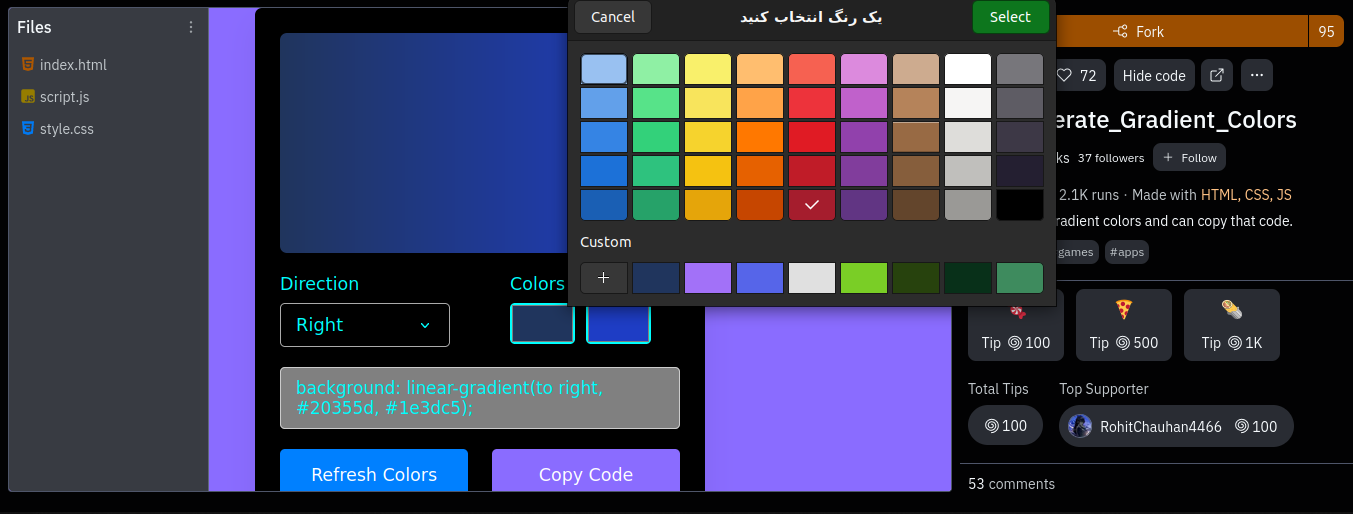 Files
index.html
script.js
style.css
Direction
Colors
Right
background: linear-gradient(to right,
#20355d, #1e3dc5);
Refresh Colors
Copy Code
Cancel
یک رنگ انتخاب کنید
Select
Custom
Fork
95
72
Hide code
erate_Gradient_Colors
ks 37 followers
Follow
2.1K runs · Made with HTML, CSS, JS
radient colors and can copy that code.
games
#apps
Tip 100
Tip 500
Tip 1K
Total Tips
100
Top Supporter
RohitChauhan4466 100
53 comments